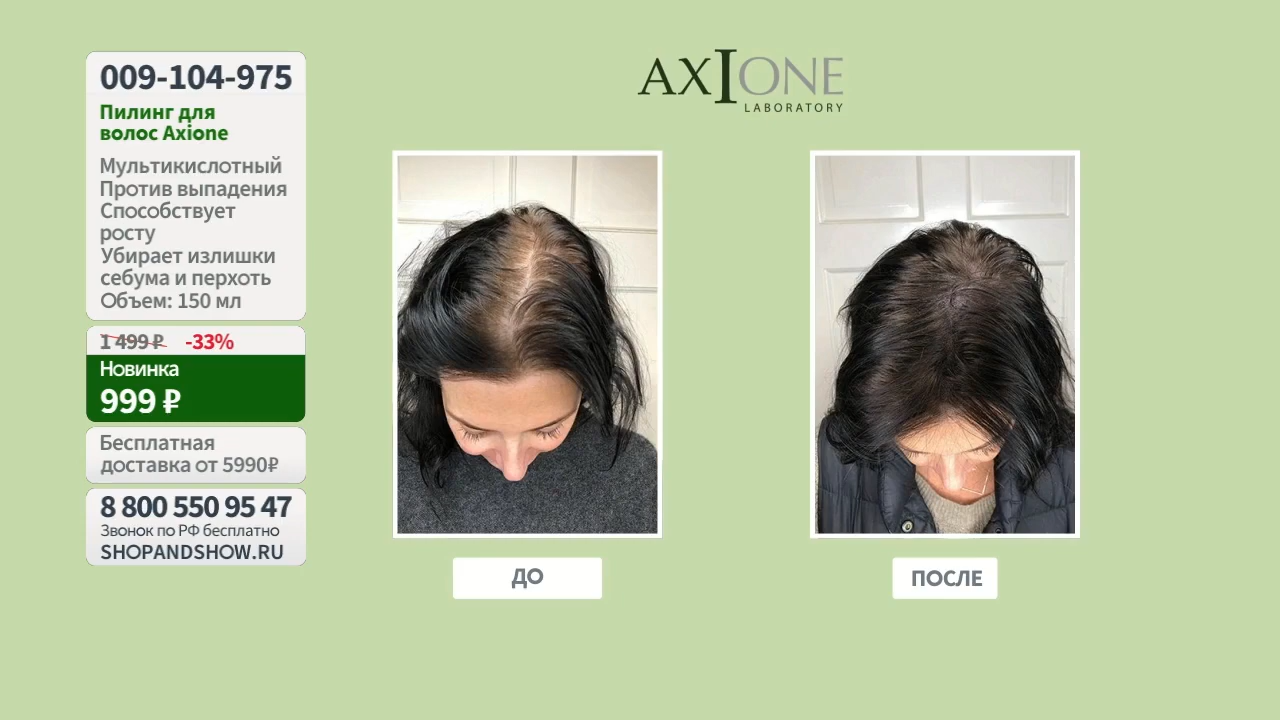 009-104-975
Пилинг для
волос Axione
Мультикислотный
Против выпадения
Способствует
росту
Убирает излишки
себума и перхоть
Объем: 150 мл
1 499 ₽ -33%
Новинка
999 ₽
Бесплатная
доставка от 5990₽
8 800 550 95 47
Звонок по РФ бесплатно
SHOPANDSHOW.RU
AXIONE
LABORATORY
ДО
ПОСЛЕ